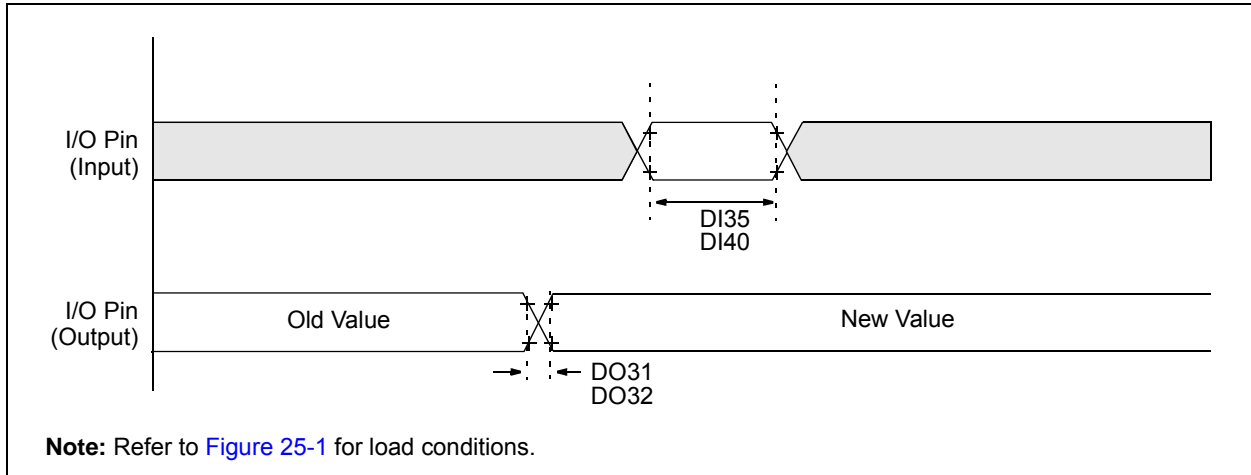 I/O Pin
(Input)
DI35
DI40
I/O Pin
(Output)
Old Value
New Value
DO31
DO32
Note: Refer to Figure 25-1 for load conditions.